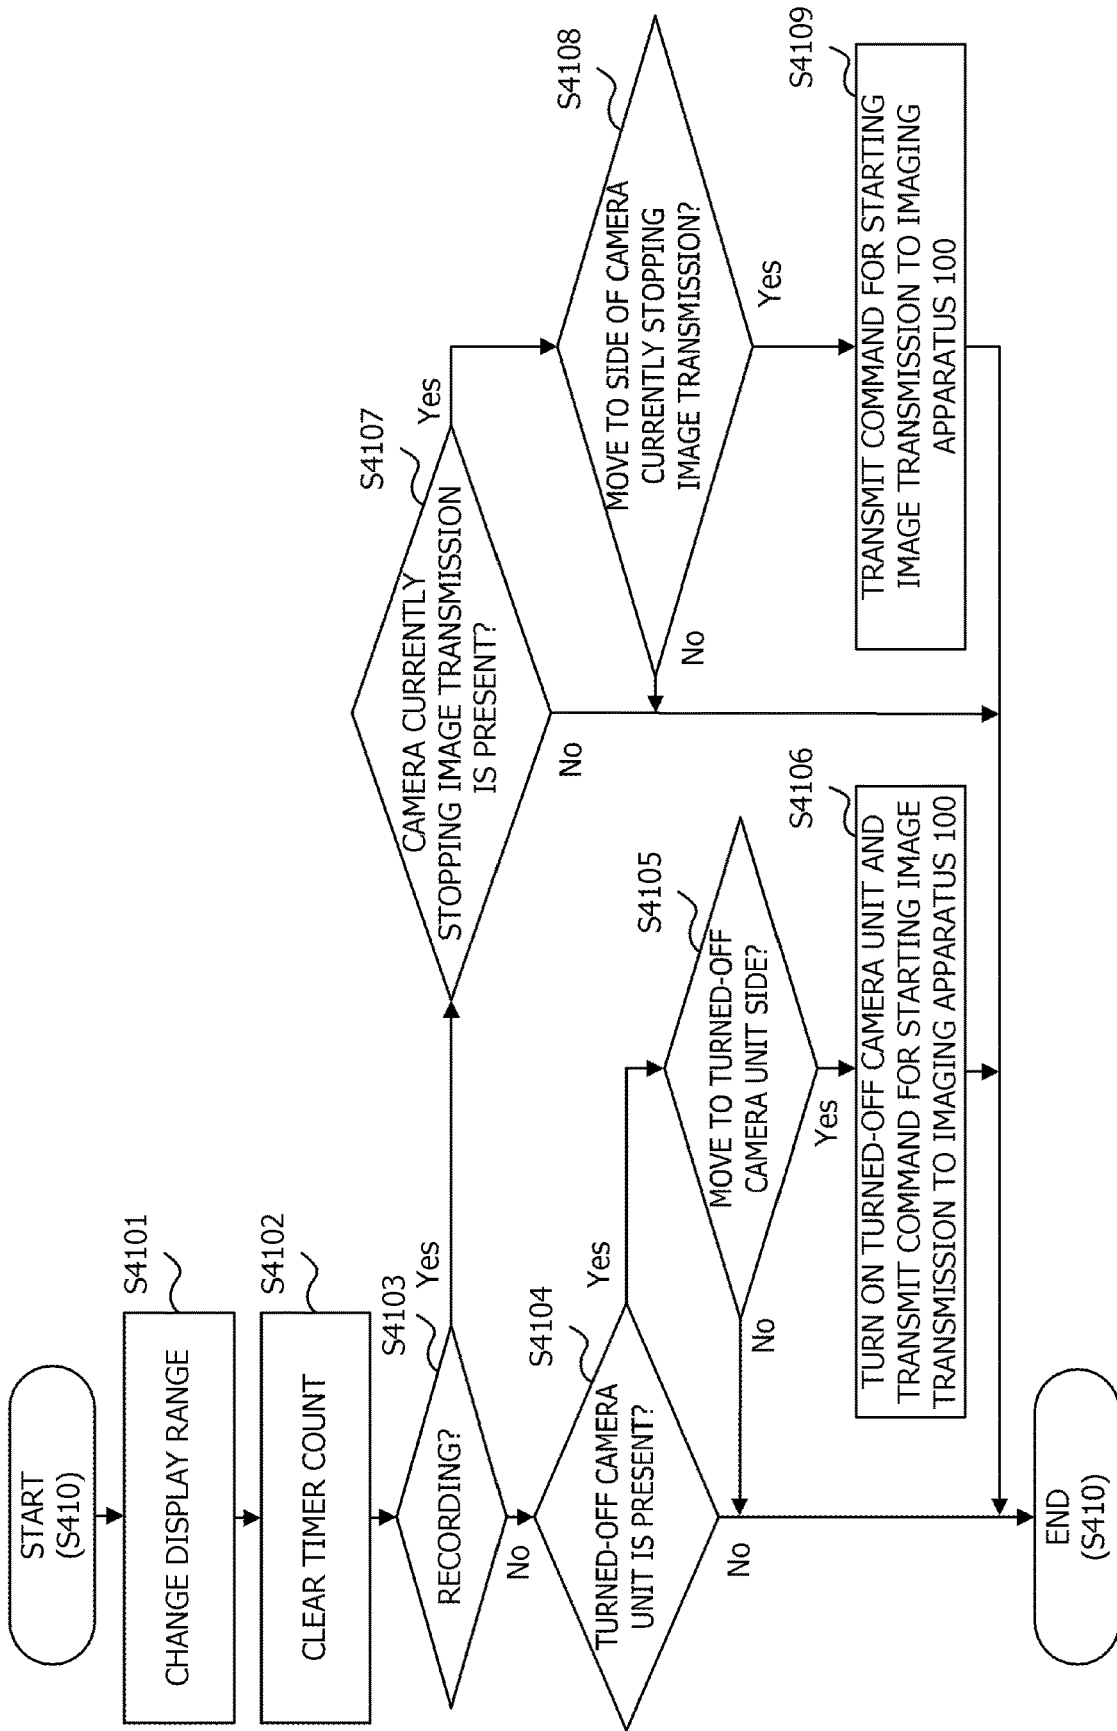 START
(S410)
S4101
CHANGE DISPLAY RANGE
S4102
CLEAR TIMER COUNT
S4103
RECORDING?
Yes
No
S4104
TURNED-OFF CAMERA
UNIT IS PRESENT?
Yes
No
S4105
MOVE TO TURNED-OFF
CAMERA UNIT SIDE?
No
Yes
S4106
TURN ON TURNED-OFF CAMERA UNIT AND
TRANSMIT COMMAND FOR STARTING IMAGE
TRANSMISSION TO IMAGING APPARATUS 100
S4107
CAMERA CURRENTLY
STOPPING IMAGE TRANSMISSION
IS PRESENT?
Yes
No
S4108
MOVE TO SIDE OF CAMERA
CURRENTLY STOPPING
IMAGE TRANSMISSION?
No
Yes
S4109
TRANSMIT COMMAND FOR STARTING
IMAGE TRANSMISSION TO IMAGING
APPARATUS 100
END
(S410)